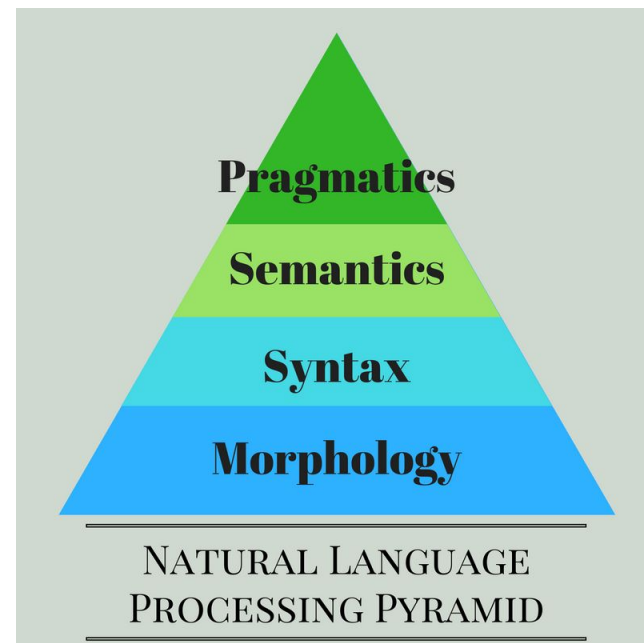 Pragmatics
Semantics
Syntax
Morphology
NATURAL LANGUAGE
PROCESSING PYRAMID